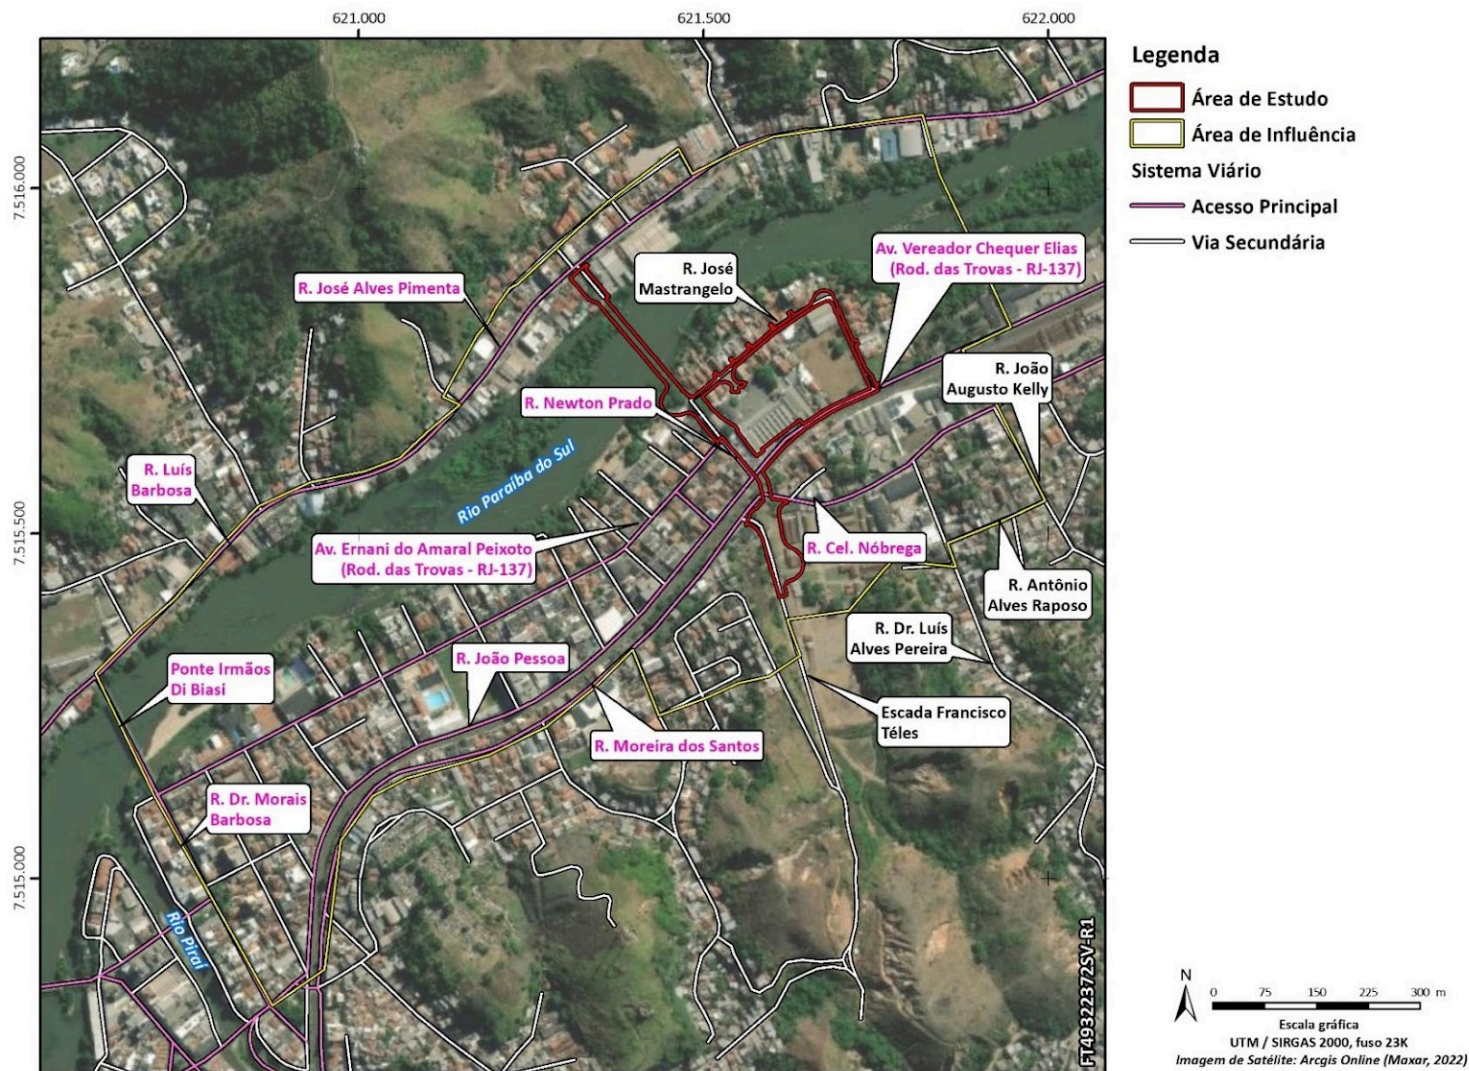 621.000
621.500
622.000
7.516.000
7.515.500
7.515.000
R. José
Mastrangelo
Av. Vereador Chequer Elias
(Rod. das Trovas - RJ-137)
R. José Alves Pimenta
R. João
Augusto Kelly
R. Newton Prado
R. Luís
Barbosa
Rio Paraíba do Sul
Av. Ernani do Amaral Peixoto
(Rod. das Trovas - RJ-137)
R. Cel. Nóbrega
R. Antônio
Alves Raposo
R. Dr. Luís
Alves Pereira
Ponte Irmãos
Di Biasi
R. João Pessoa
Escada Francisco
Téles
R. Moreira dos Santos
R. Dr. Morais
Barbosa
Rio Piraí
FT49322372SV-R1
Legenda
Área de Estudo
Área de Influência
Sistema Viário
Acesso Principal
Via Secundária
N
0 75 150 225 300 m
Escala gráfica
UTM / SIRGAS 2000, fuso 23K
Imagem de Satélite: Arcgis Online (Maxar, 2022)